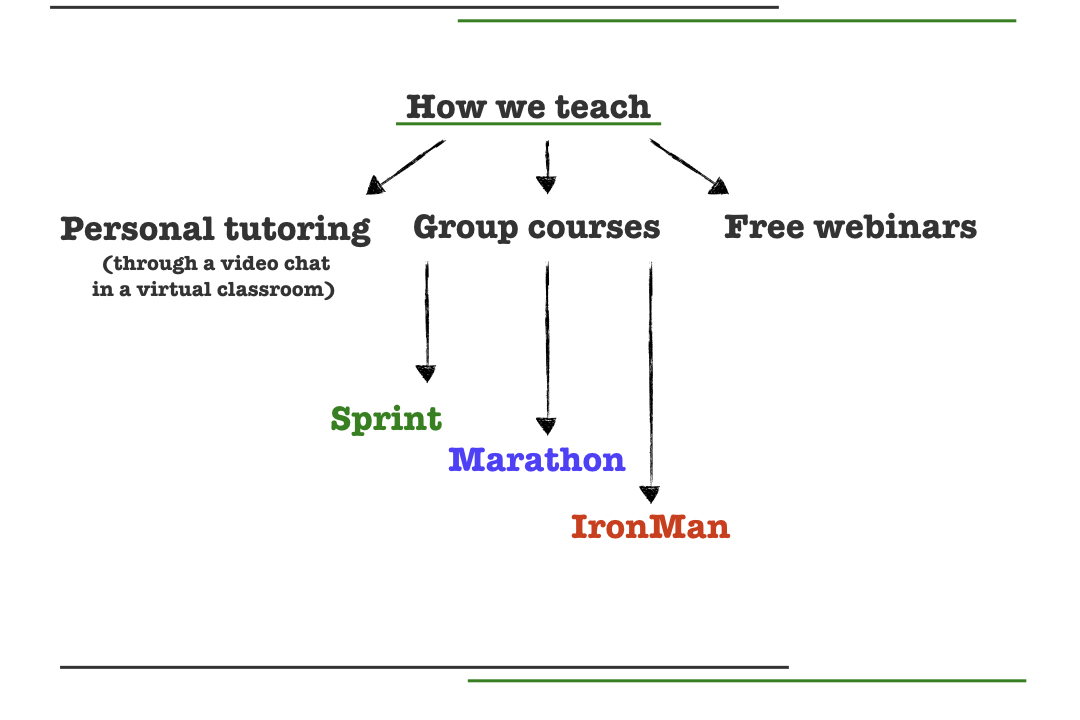 How we teach
Personal tutoring
(through a video chat
in a virtual classroom)
Group courses
Free webinars
Sprint
Marathon
IronMan